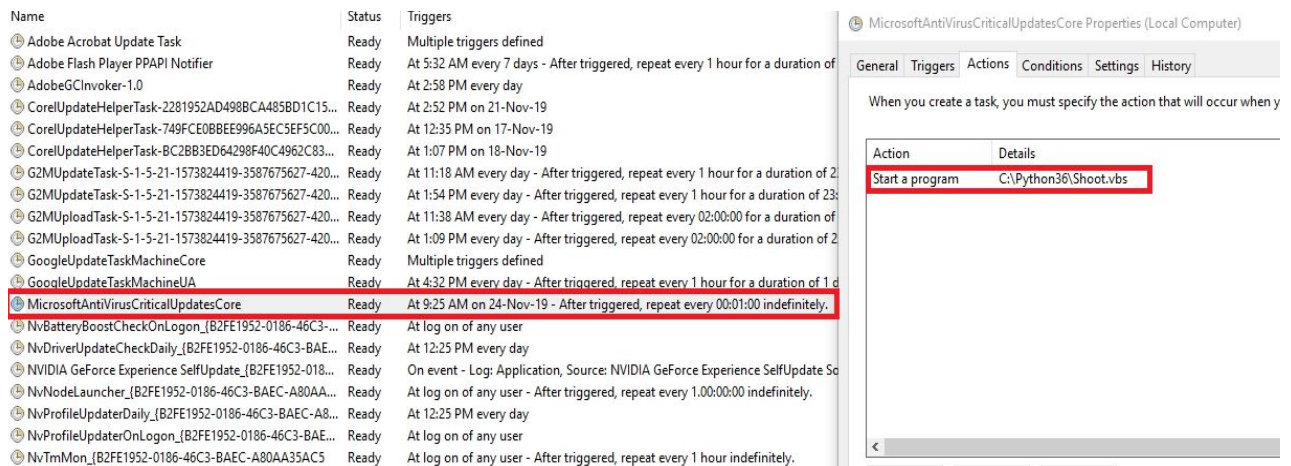 Name Status Triggers
Adobe Acrobat Update Task Ready Multiple triggers defined
Adobe Flash Player PPAPI Notifier Ready At 5:32 AM every 7 days - After triggered, repeat every 1 hour for a duration of
AdobeGCInvoker-1.0 Ready At 2:58 PM every day
CorelUpdateHelperTask-2281952AD498BCA485BD1C15... Ready At 2:52 PM on 21-Nov-19
CorelUpdateHelperTask-749FCE0BBEE996A5EC5EF5C00... Ready At 12:35 PM on 17-Nov-19
CorelUpdateHelperTask-BC2BB3ED64298F40C4962C83... Ready At 1:07 PM on 18-Nov-19
G2MUpdateTask-S-1-5-21-1573824419-3587675627-420... Ready At 11:18 AM every day - After triggered, repeat every 1 hour for a duration of 2
G2MUpdateTask-S-1-5-21-1573824419-3587675627-420... Ready At 1:54 PM every day - After triggered, repeat every 1 hour for a duration of 23:
G2MUploadTask-S-1-5-21-1573824419-3587675627-420... Ready At 11:38 AM every day - After triggered, repeat every 02:00:00 for a duration of
G2MUploadTask-S-1-5-21-1573824419-3587675627-420... Ready At 1:09 PM every day - After triggered, repeat every 02:00:00 for a duration of 2
GoogleUpdateTaskMachineCore Ready Multiple triggers defined
GoogleUpdateTaskMachineUA Ready At 4:32 PM every day - After triggered, repeat every 1 hour for a duration of 1 d
MicrosoftAntiVirusCriticalUpdatesCore Ready At 9:25 AM on 24-Nov-19 - After triggered, repeat every 00:01:00 indefinitely.
NvBatteryBoostCheckOnLogon_{B2FE1952-0186-46C3-... Ready At log on of any user
NvDriverUpdateCheckDaily_{B2FE1952-0186-46C3-BAE... Ready At 12:25 PM every day
NVIDIA GeForce Experience SelfUpdate_{B2FE1952-018... Ready On event - Log: Application, Source: NVIDIA GeForce Experience SelfUpdate So
NvNodeLauncher_{B2FE1952-0186-46C3-BAEC-A80AA... Ready At log on of any user - After triggered, repeat every 1.00:00:00 indefinitely.
NvProfileUpdaterDaily_{B2FE1952-0186-46C3-BAEC-A8... Ready At 12:25 PM every day
NvProfileUpdaterOnLogon_{B2FE1952-0186-46C3-BAE... Ready At log on of any user
NvTmMon_{B2FE1952-0186-46C3-BAEC-A80AA35AC5 Ready At log on of any user - After triggered, repeat every 1 hour indefinitely.
MicrosoftAntiVirusCriticalUpdatesCore Properties (Local Computer)
General Triggers Actions Conditions Settings History
When you create a task, you must specify the action that will occur when y
Action Details
Start a program C:\Python36\Shoot.vbs